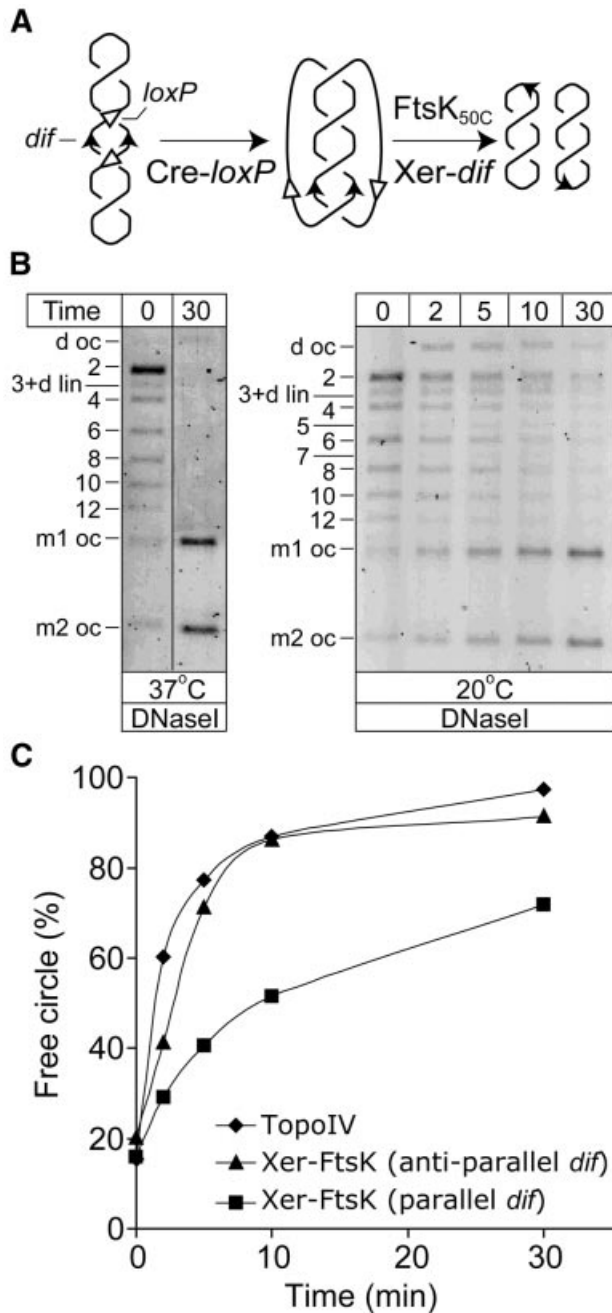 A
loxP
dif
Cre-loxP
FtsK50C
Xer-dif
B
Time 0 30
d oc
2
3+d lin
4
6
8
10
12
m1 oc
m2 oc
37°C
DNaseI
0 2 5 10 30
d oc
2
3+d lin
4
5
6
7
8
10
12
m1 oc
m2 oc
20°C
DNaseI
C
Free circle (%)
100
80
60
40
20
0
TopoIV
Xer-FtsK (anti-parallel dif)
Xer-FtsK (parallel dif)
0 10 20 30
Time (min)